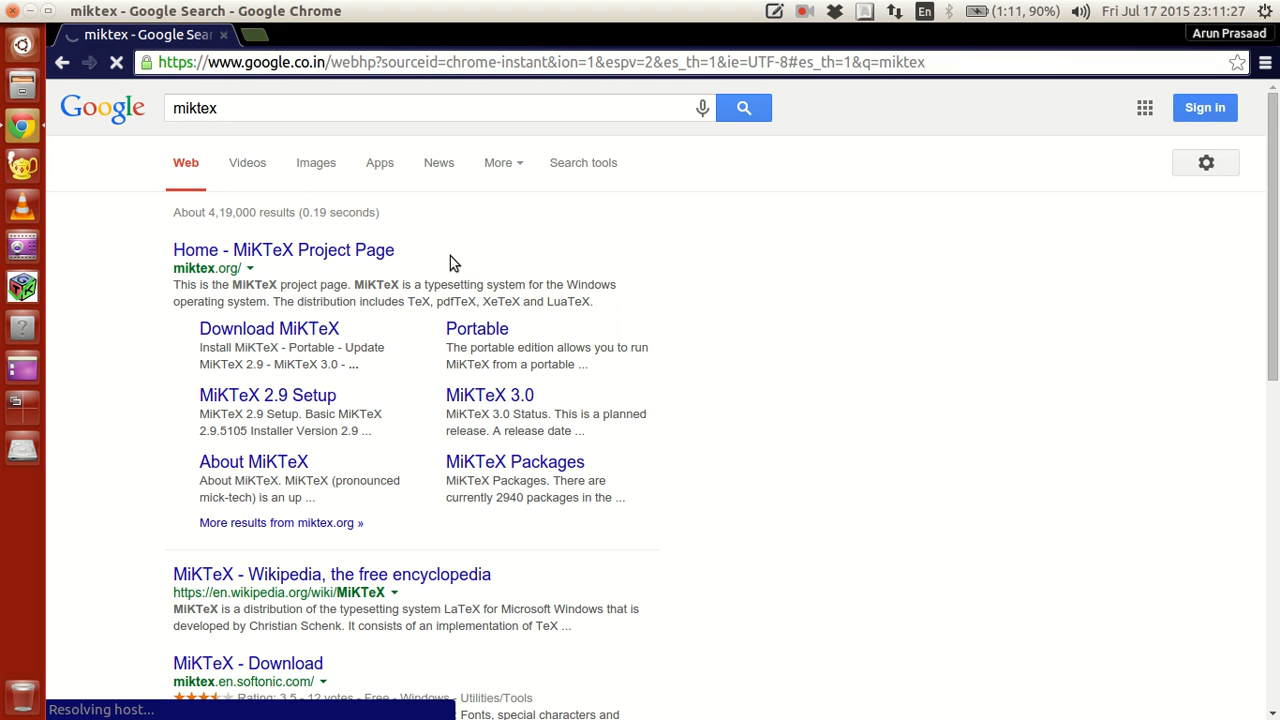 miktex - Google Search - Google Chrome
En
(1:11, 90%)
Fri Jul 17 2015 23:11:27
miktex - Google Sear
Arun Prasaad
https://www.google.co.in/webhp?sourceid=chrome-instant&ion=1&espv=2&es_th=1&ie=UTF-8#es_th=1&q=miktex
Google
miktex
Sign in
Web
Videos
Images
Apps
News
More
Search tools
About 4,19,000 results (0.19 seconds)
Home - MiKTeX Project Page
miktex.org/
This is the MiKTeX project page. MiKTeX is a typesetting system for the Windows
operating system. The distribution includes TeX, pdfTeX, XeTeX and LuaTeX.
Download MiKTeX
Install MiKTeX - Portable - Update
MiKTeX 2.9 - MiKTeX 3.0 - ...
Portable
The portable edition allows you to run
MiKTeX from a portable ...
MiKTeX 2.9 Setup
MiKTeX 2.9 Setup. Basic MiKTeX
2.9.5105 Installer Version 2.9 ...
MiKTeX 3.0
MiKTeX 3.0 Status. This is a planned
release. A release date ...
About MiKTeX
About MiKTeX. MiKTeX (pronounced
mick-tech) is an up ...
MiKTeX Packages
MiKTeX Packages. There are
currently 2940 packages in the ...
More results from miktex.org »
MiKTeX - Wikipedia, the free encyclopedia
https://en.wikipedia.org/wiki/MiKTeX
MiKTeX is a distribution of the typesetting system LaTeX for Microsoft Windows that is
developed by Christian Schenk. It consists of an implementation of TeX ...
MiKTeX - Download
miktex.en.softonic.com/
Rating: 3.5 - 12 votes - Free - Windows - Utilities/Tools
Fonts, special characters and
Resolving host...